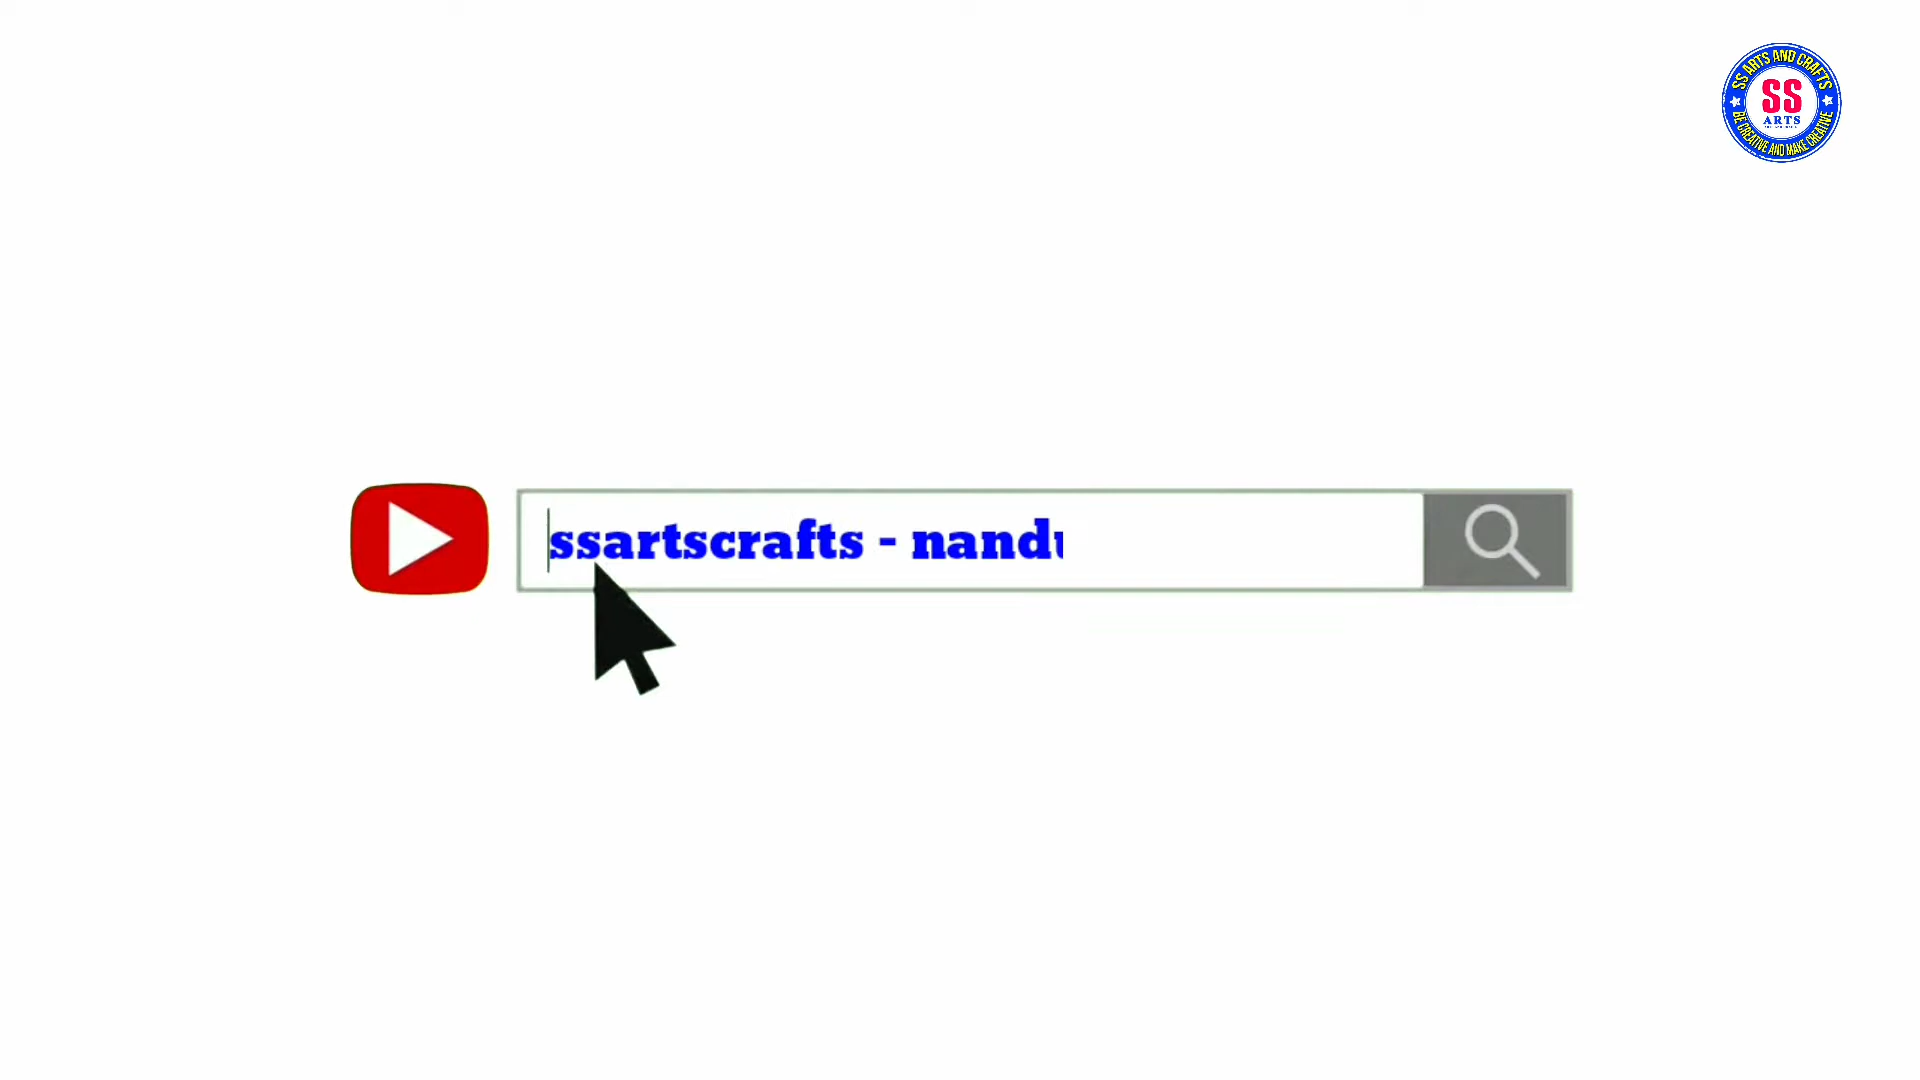 SS ARTS AND CRAFTS
SS
ARTS
BE CREATIVE AND MAKE CREATIVE
ssartscrafts - nand